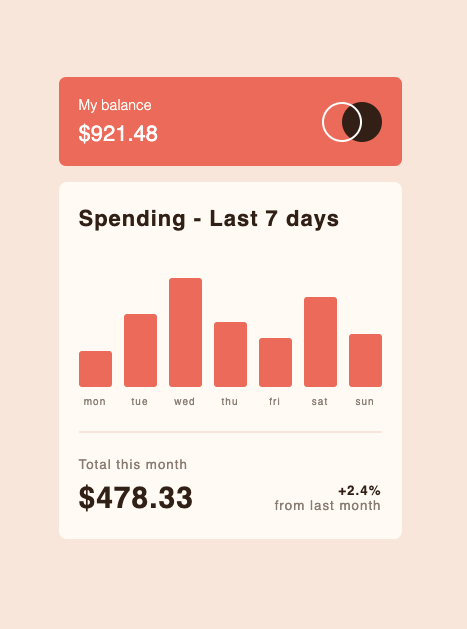 My balance
$921.48
Spending - Last 7 days
mon tue wed thu fri sat sun
Total this month
$478.33
+2.4%
from last month